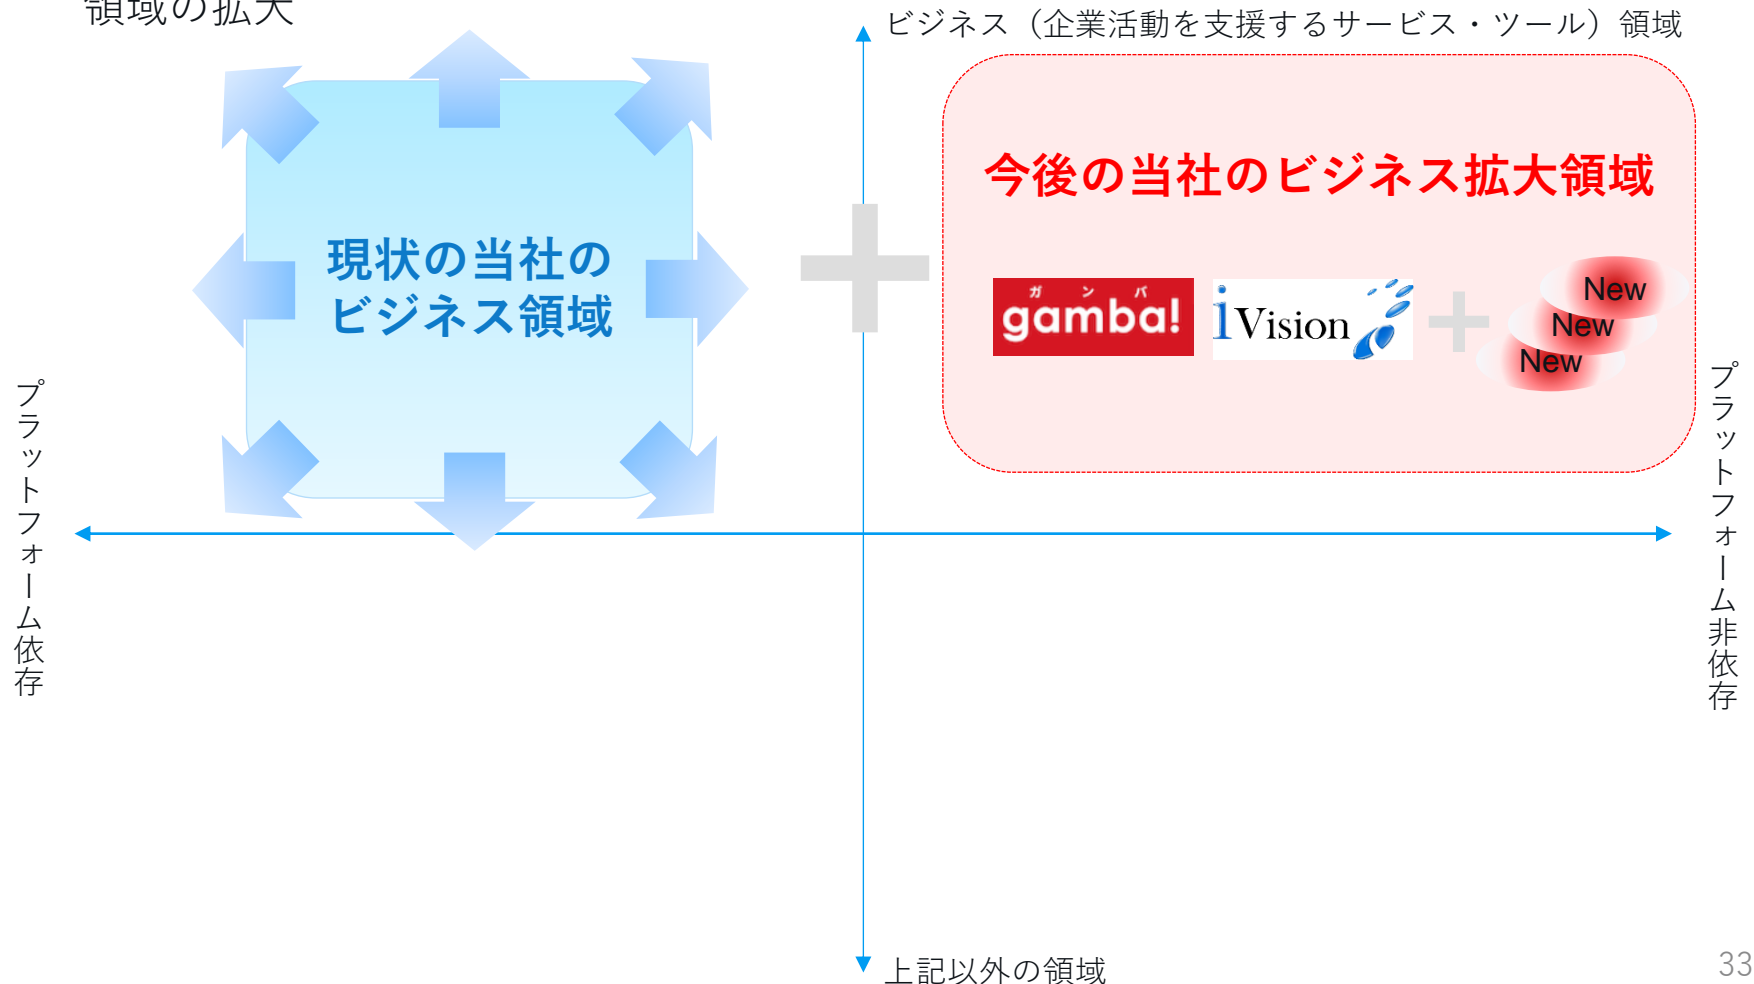 領域の拡大
ビジネス（企業活動を支援するサービス・ツール）領域
現状の当社の
ビジネス領域
今後の当社のビジネス拡大領域
ガンバ
gamba!
iVision
New
New
New
プラットフォーム依存
プラットフォーム非依存
上記以外の領域
33